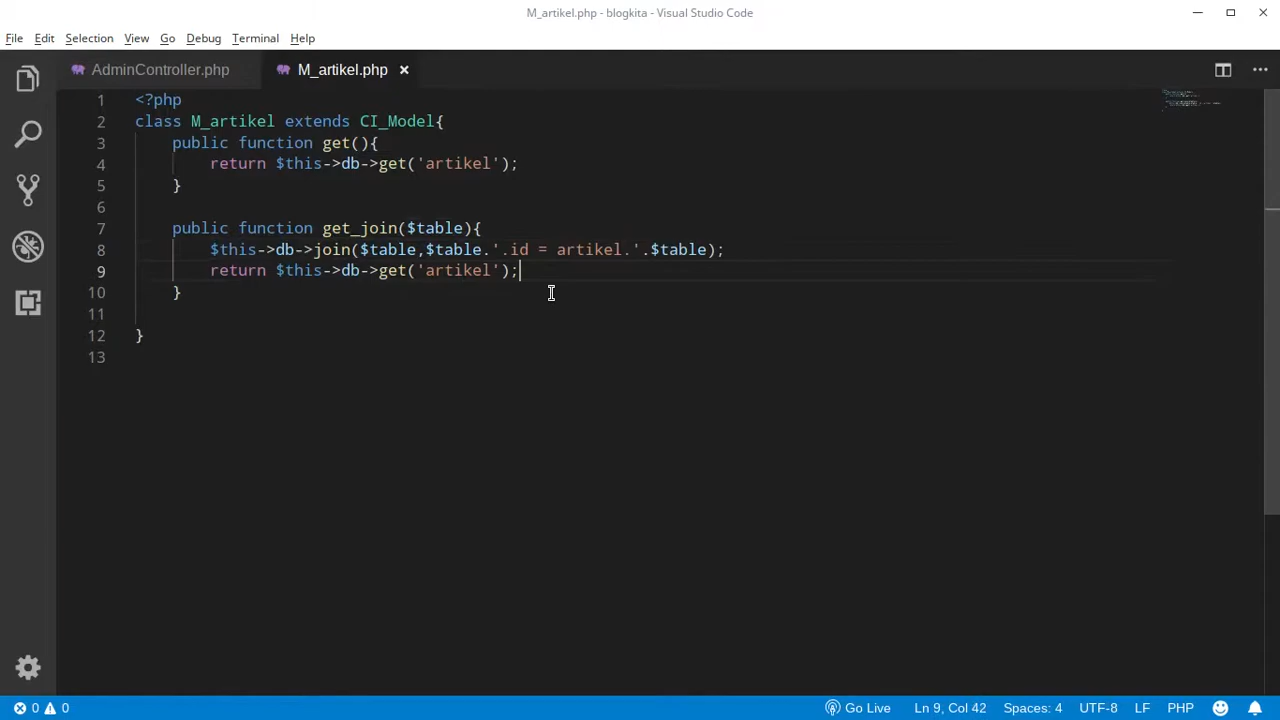 M_artikel.php - blogkita - Visual Studio Code
File Edit Selection View Go Debug Terminal Help
AdminController.php M_artikel.php
1 <?php
2 class M_artikel extends CI_Model{
3     public function get(){
4         return $this->db->get('artikel');
5     }
6
7     public function get_join($table){
8         $this->db->join($table,$table.'.id = artikel.'.$table);
9         return $this->db->get('artikel');
10     }
11
12 }
13
0 0 Go Live Ln 9, Col 42 Spaces: 4 UTF-8 LF PHP